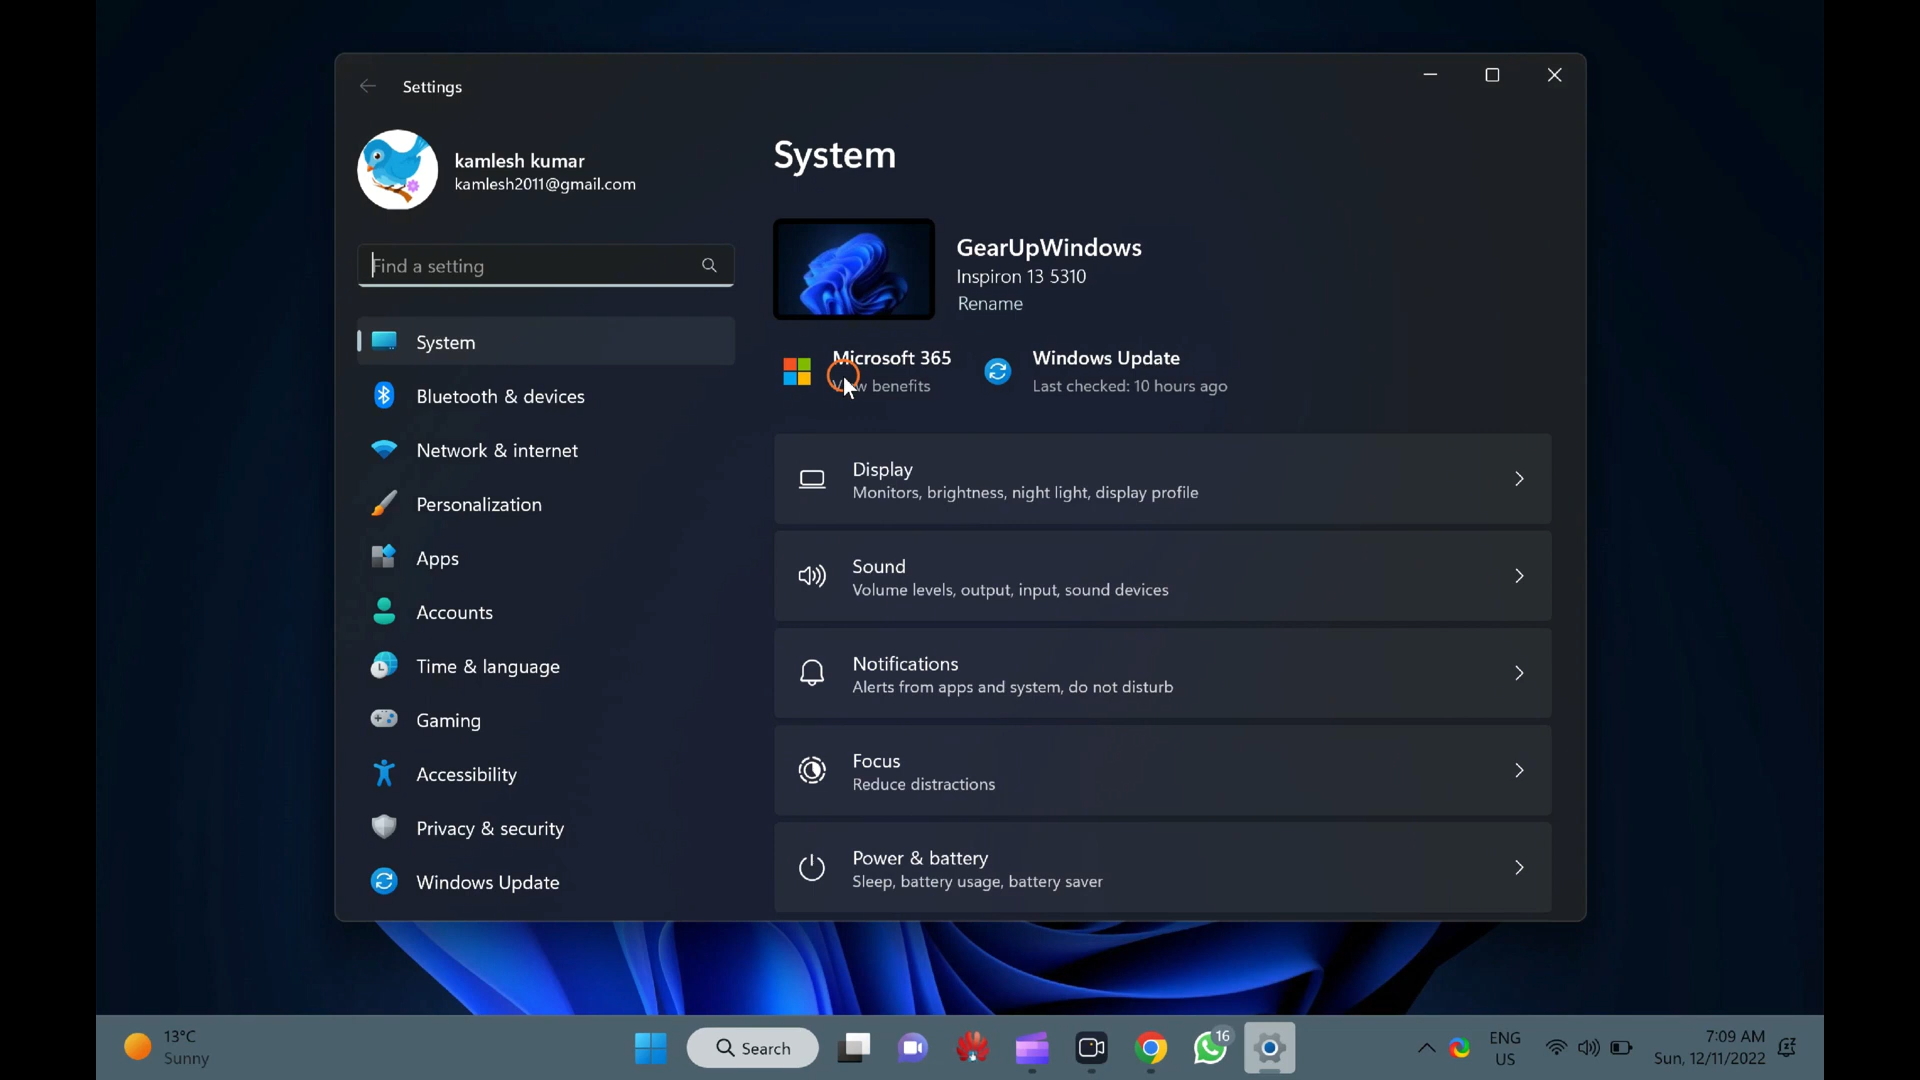 Settings
kamlesh kumar
kamlesh2011@gmail.com
Find a setting
System
Bluetooth & devices
Network & internet
Personalization
Apps
Accounts
Time & language
Gaming
Accessibility
Privacy & security
Windows Update
System
GearUpWindows
Inspiron 13 5310
Rename
Microsoft 365
View benefits
Windows Update
Last checked: 10 hours ago
Display
Monitors, brightness, night light, display profile
Sound
Volume levels, output, input, sound devices
Notifications
Alerts from apps and system, do not disturb
Focus
Reduce distractions
Power & battery
Sleep, battery usage, battery saver
13°C
Sunny
Search
16
ENG
US
7:09 AM
Sun, 12/11/2022